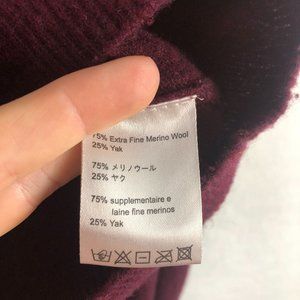 75% Extra Fine Merino Wool
25% Yak
75% メリノウール
25% ヤク
75% supplementaire e
laine fine merinos
25% Yak